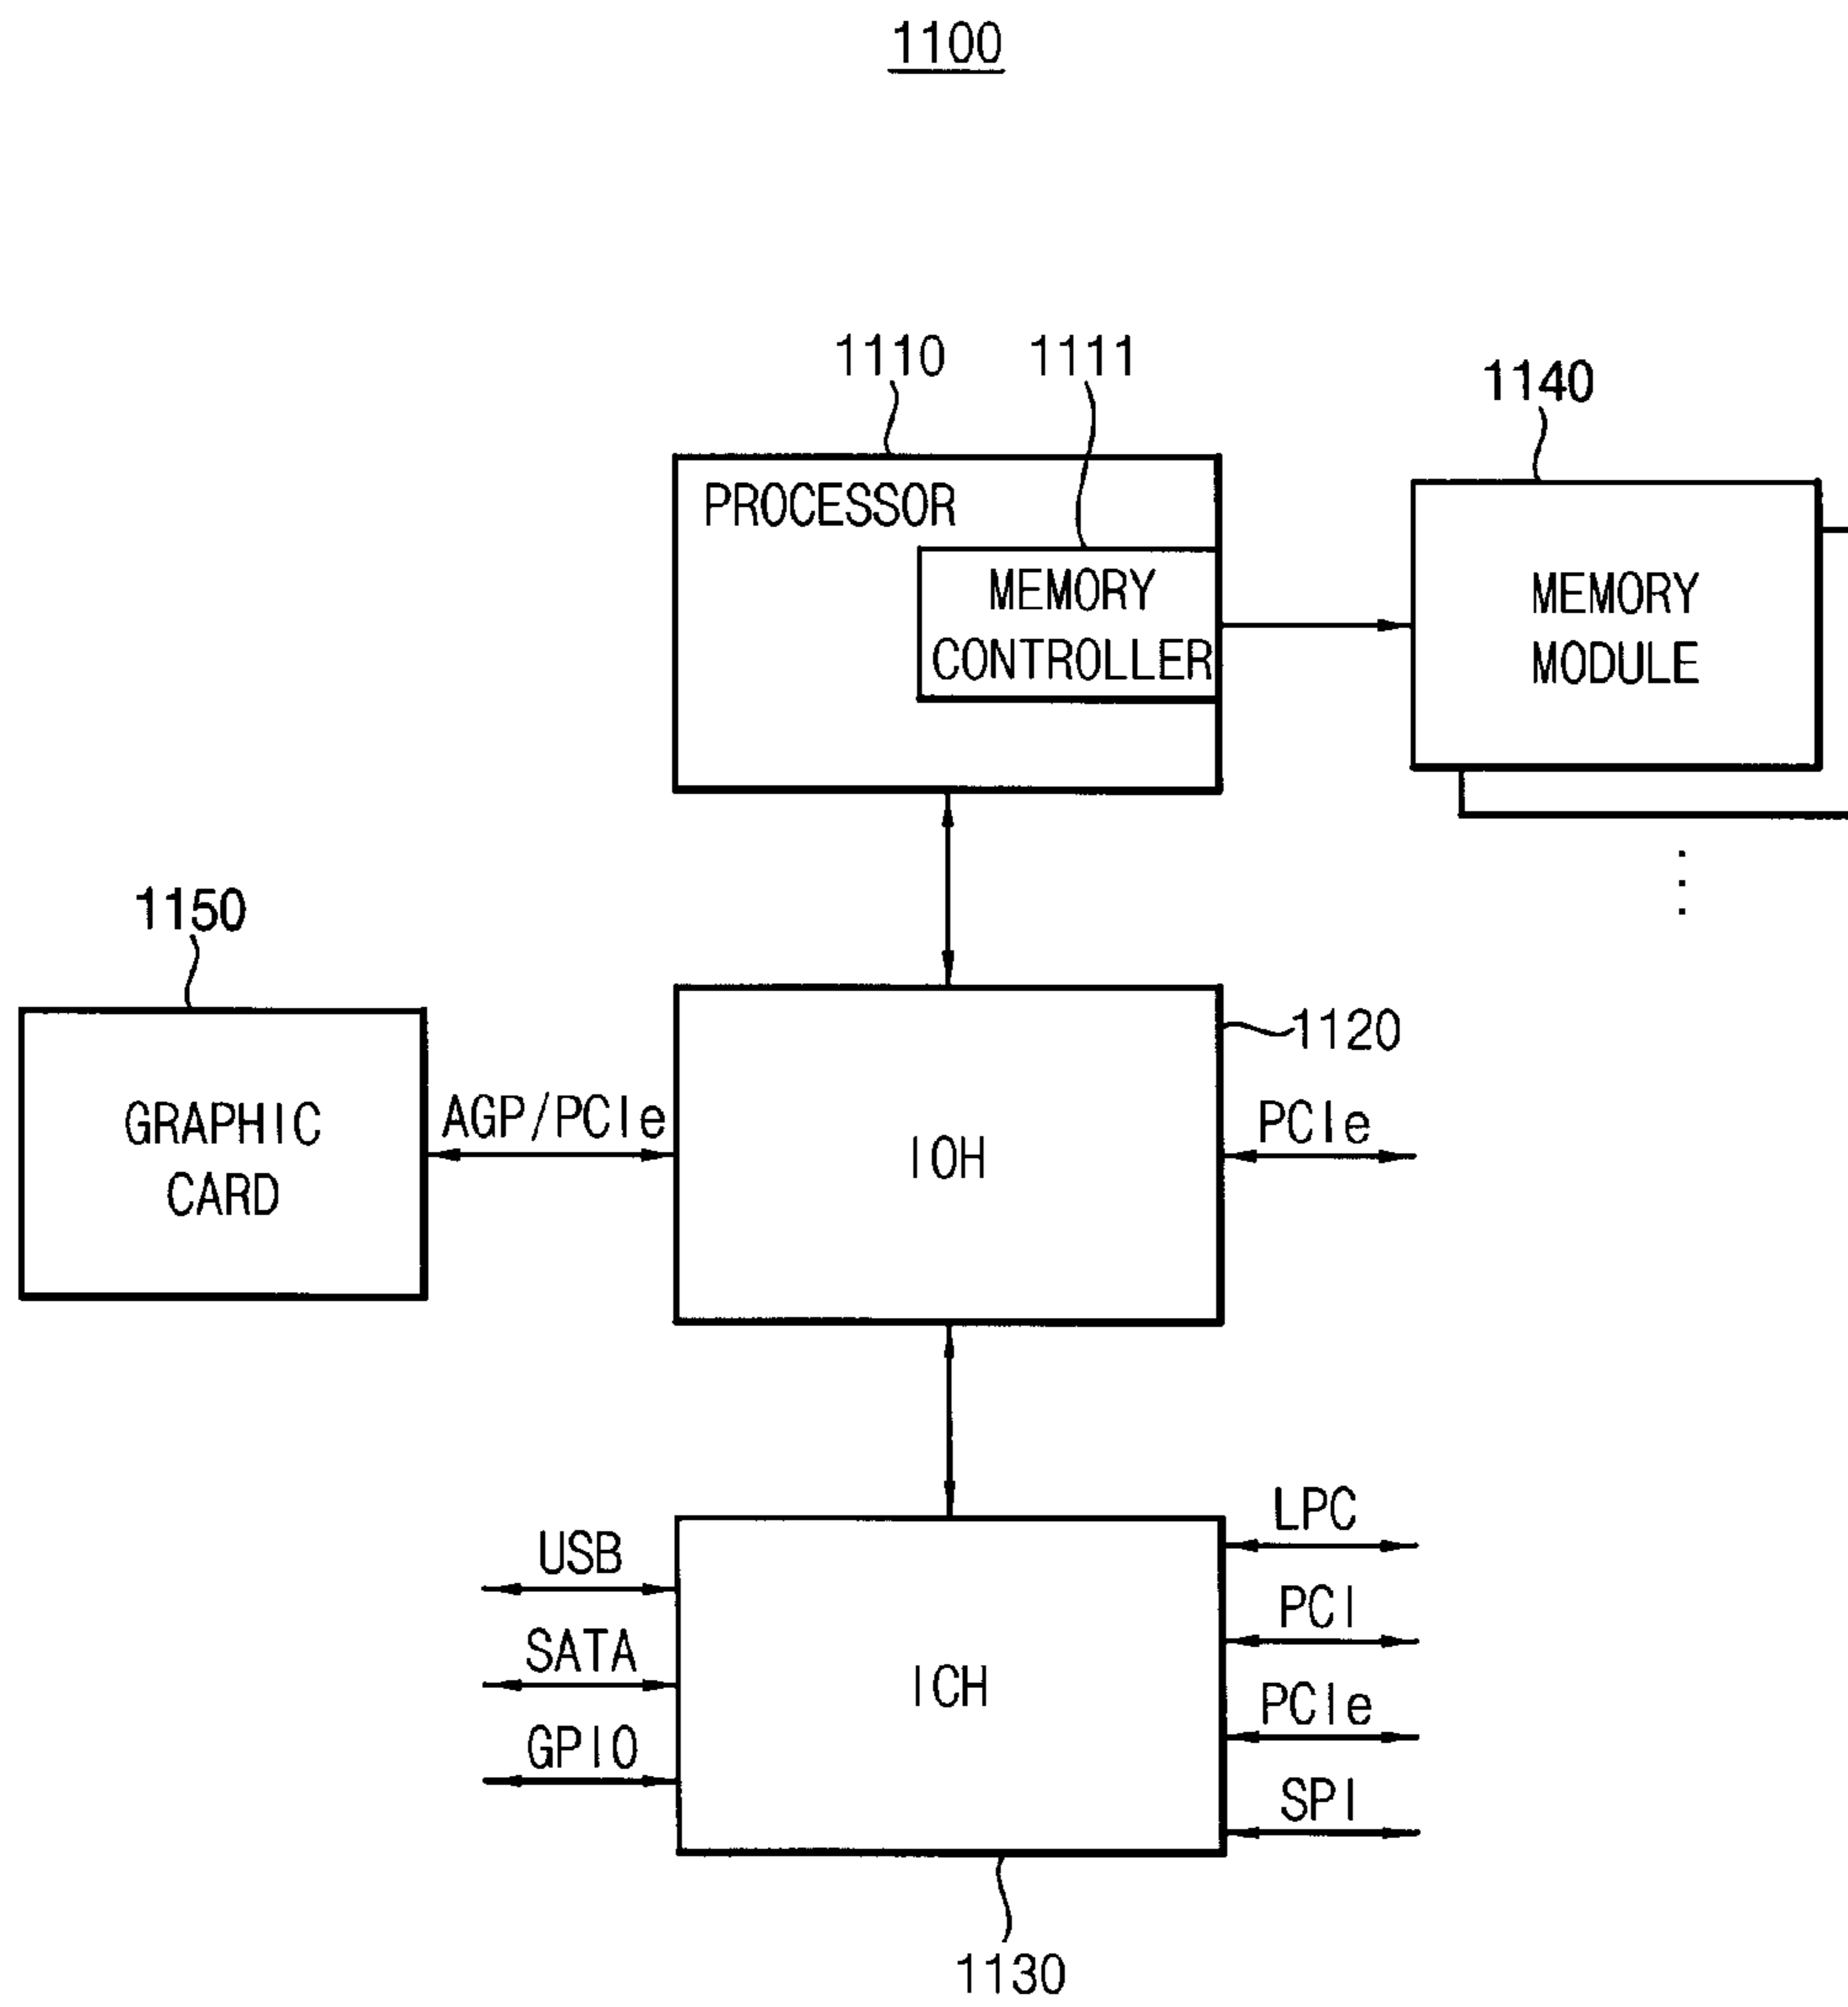 1100
1110
1111
1140
PROCESSOR
MEMORY
CONTROLLER
MEMORY
MODULE
1150
1120
GRAPHIC
CARD
AGP/PCIe
IOH
PCIe
USB
SATA
GPIO
ICH
LPC
PCI
PCIe
SPI
1130